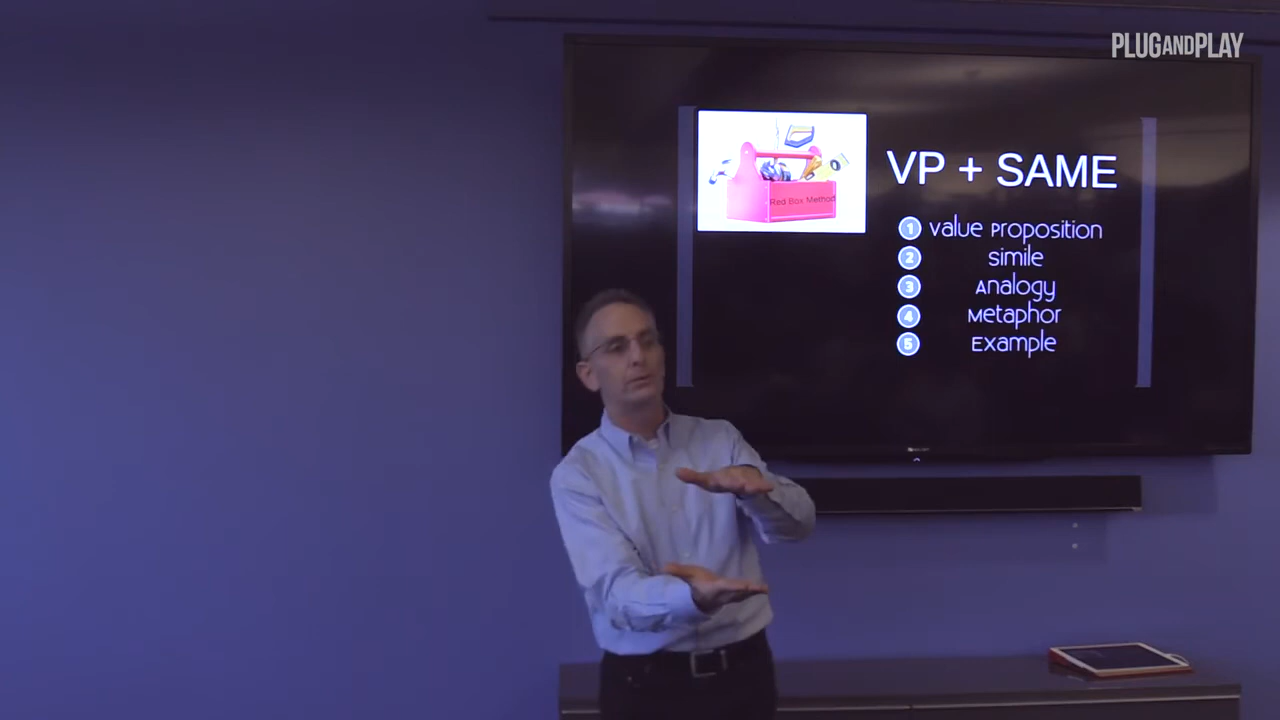 PLUGANDPLAY
Red Box Method
VP + SAME
1 Value Proposition
2 Simile
3 Analogy
4 Metaphor
5 Example